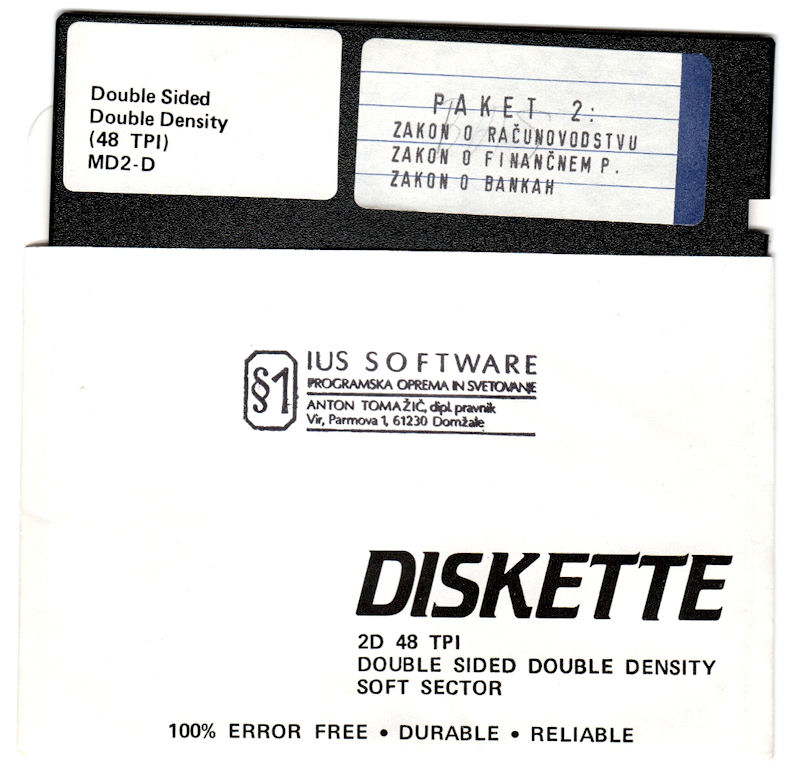 Double Sided
Double Density
(48 TPI)
MD2-D
PAKET 2:
ZAKON O RAČUNOVODSTVU
ZAKON O FINANČNEM P.
ZAKON O BANKAH
§1
IUS SOFTWARE
PROGRAMSKA OPREMA IN SVETOVANJE
ANTON TOMAŽIČ, dipl. pravnik
Vir, Parmova 1, 61230 Domžale
DISKETTE
2D 48 TPI
DOUBLE SIDED DOUBLE DENSITY
SOFT SECTOR
100% ERROR FREE • DURABLE • RELIABLE